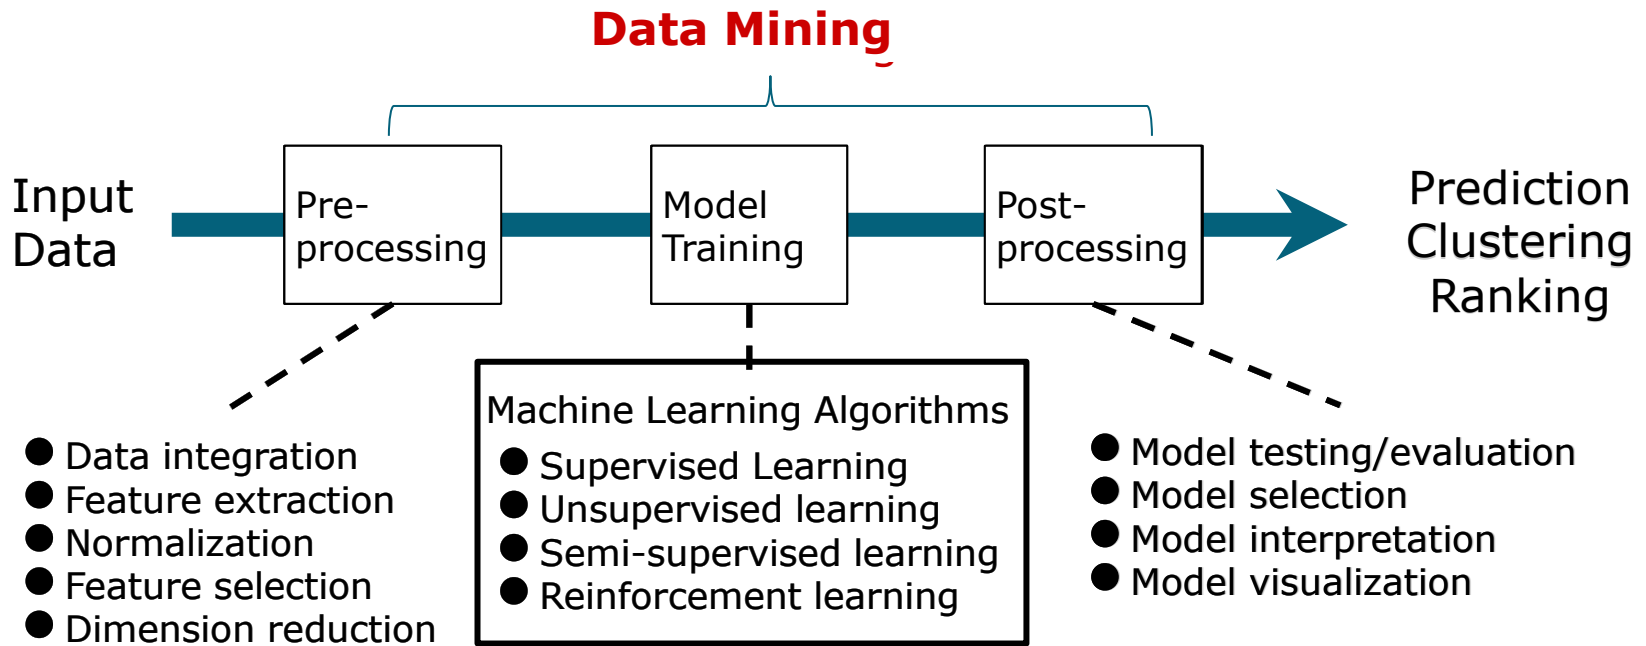 Data Mining
Input
Data
Pre-
processing
Model
Training
Post-
processing
Prediction
Clustering
Ranking
● Data integration
● Feature extraction
● Normalization
● Feature selection
● Dimension reduction
Machine Learning Algorithms
● Supervised Learning
● Unsupervised learning
● Semi-supervised learning
● Reinforcement learning
● Model testing/evaluation
● Model selection
● Model interpretation
● Model visualization